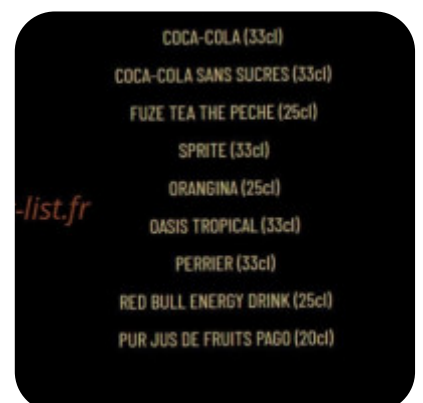 COCA-COLA (33cl)
COCA-COLA SANS SUCRES (33cl)
FUZE TEA THE PECHE (25cl)
SPRITE (33cl)
ORANGINA (25cl)
-list.fr
OASIS TROPICAL (33cl)
PERRIER (33cl)
RED BULL ENERGY DRINK (25cl)
PUR JUS DE FRUITS PAGO (20cl)